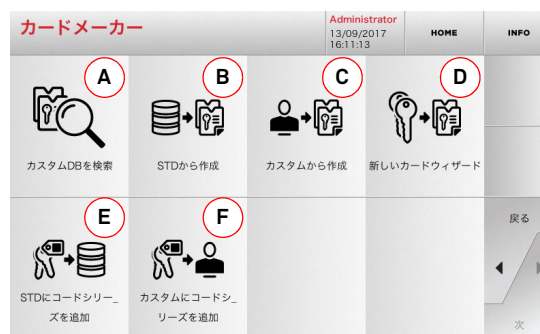 カードメーカー
Administrator
13/09/2017
16:11:13
HOME
INFO
A
B
C
D
カスタムDBを検索
STDから作成
カスタムから作成
新しいカードウィザード
E
F
戻る
STDにコードシリー_
ズを追加
カスタムにコードシ_
リーズを追加
次